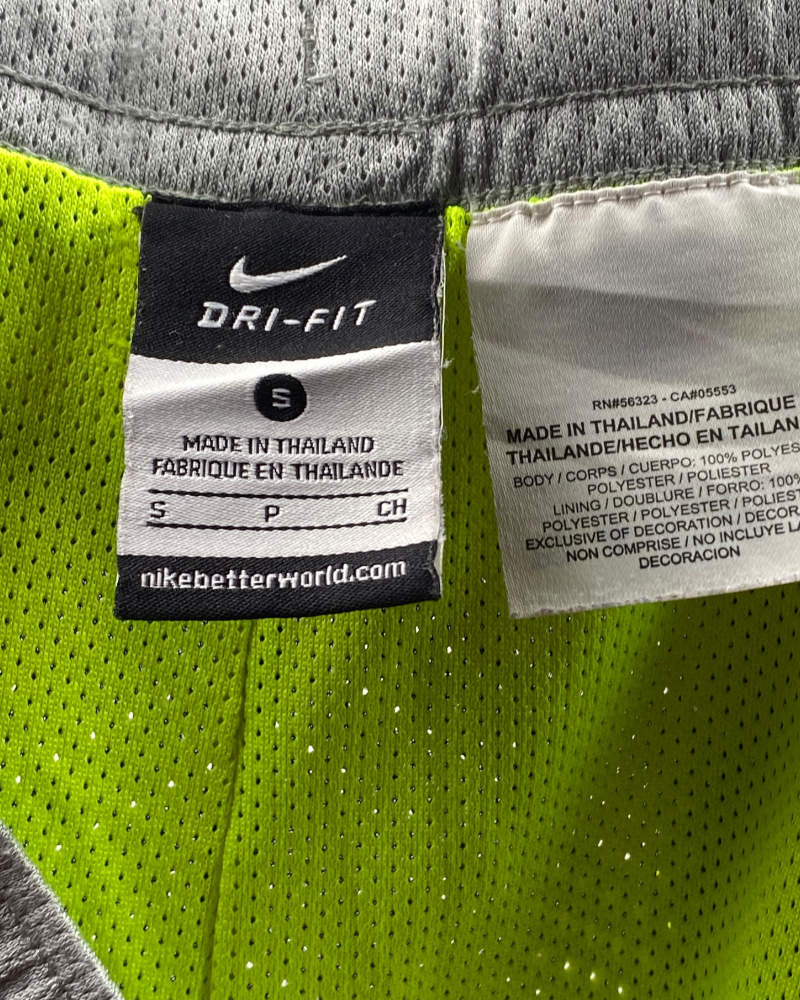 DRI-FIT
S
MADE IN THAILAND
FABRIQUE EN THAILANDE
S P CH
nikebetterworld.com
RN#56323 - CA#05553
MADE IN THAILAND/FABRIQUE
THAILANDE/HECHO EN TAILAN
BODY / CORPS / CUERPO: 100% POLYES
POLYESTER / POLIESTER
LINING / DOUBLURE / FORRO: 100%
POLYESTER / POLYESTER / POLIEST
EXCLUSIVE OF DECORATION / DECOR
NON COMPRISE / NO INCLUYE LA
DECORACION